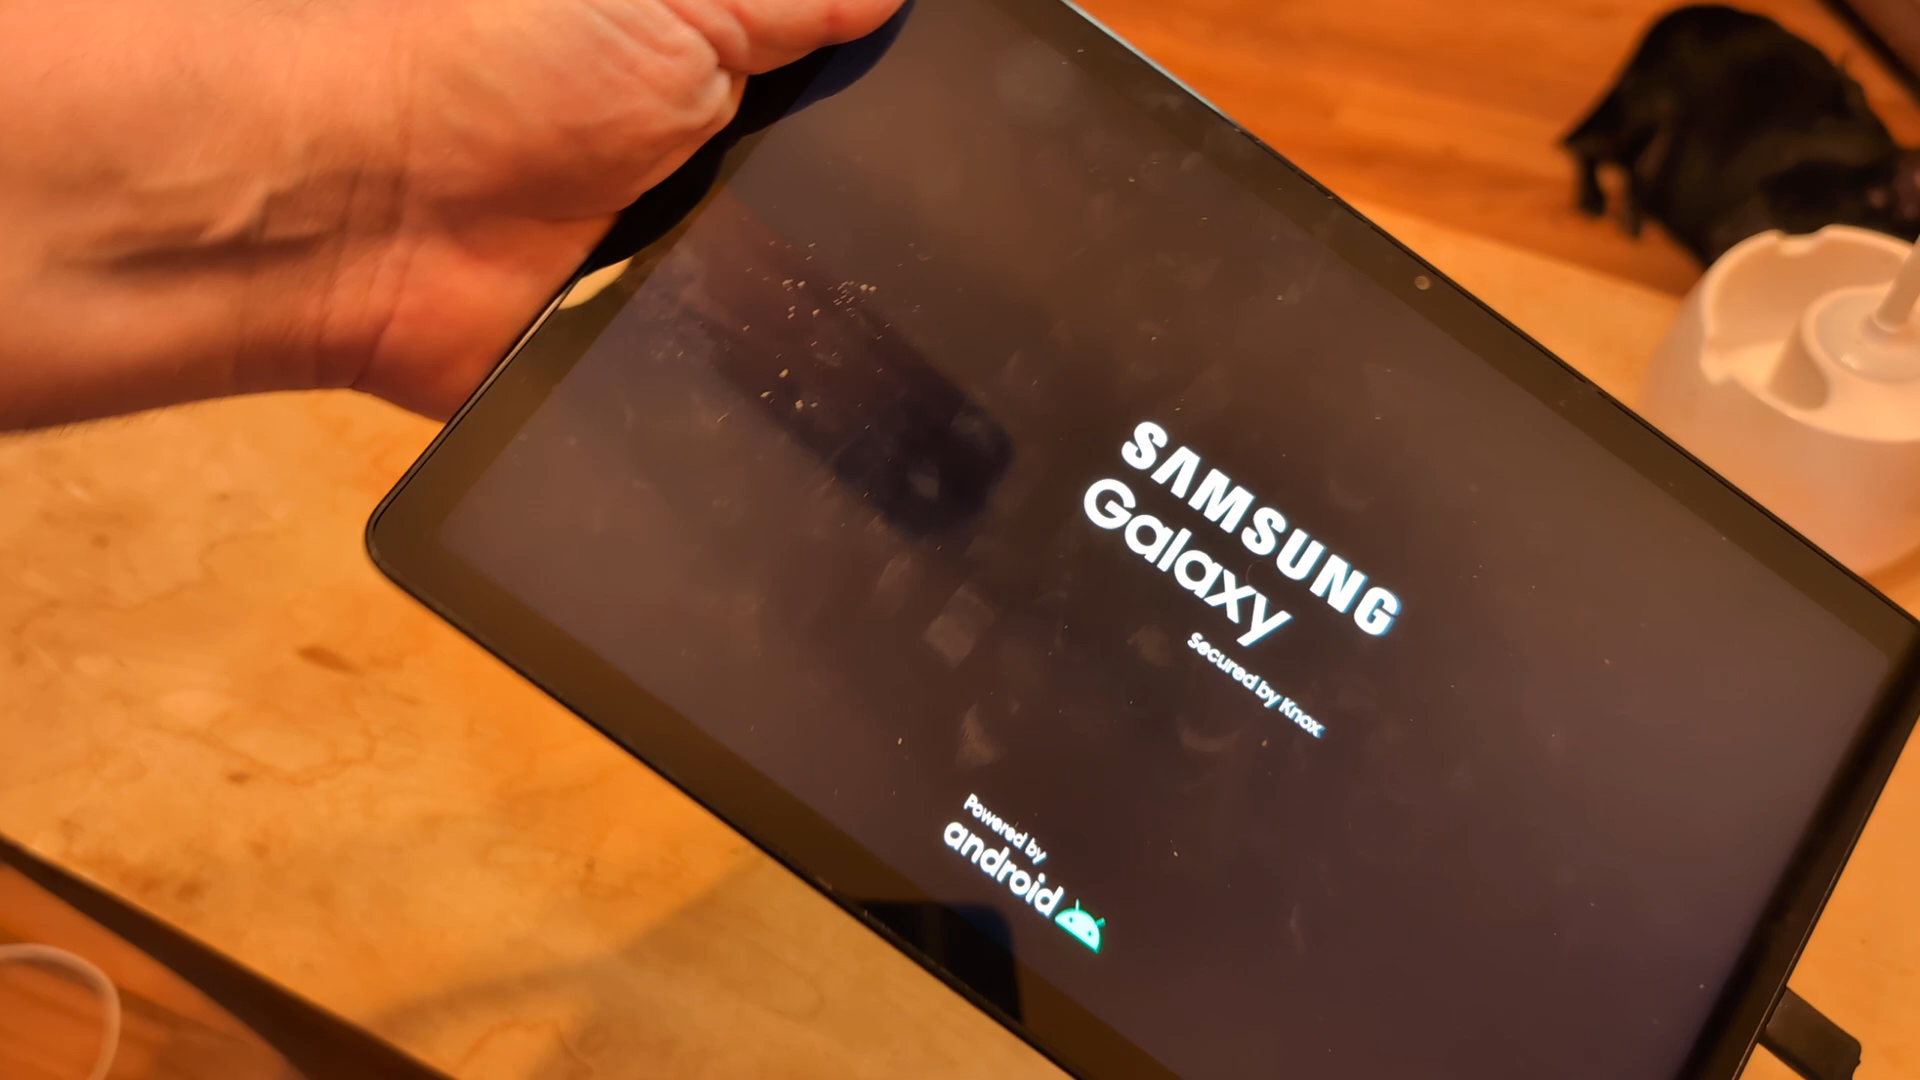 SAMSUNG
Galaxy
Secured by Knox
Powered by
android